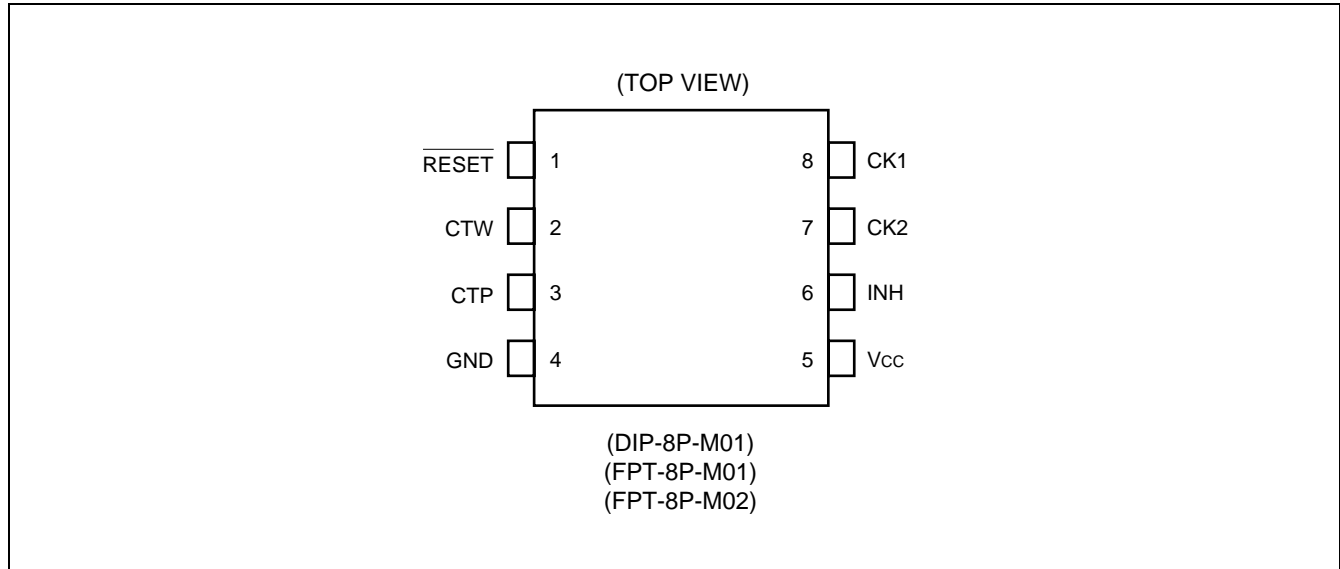 (TOP VIEW)
RESET 1 8 CK1
CTW 2 7 CK2
CTP 3 6 INH
GND 4 5 VCC
(DIP-8P-M01)
(FPT-8P-M01)
(FPT-8P-M02)